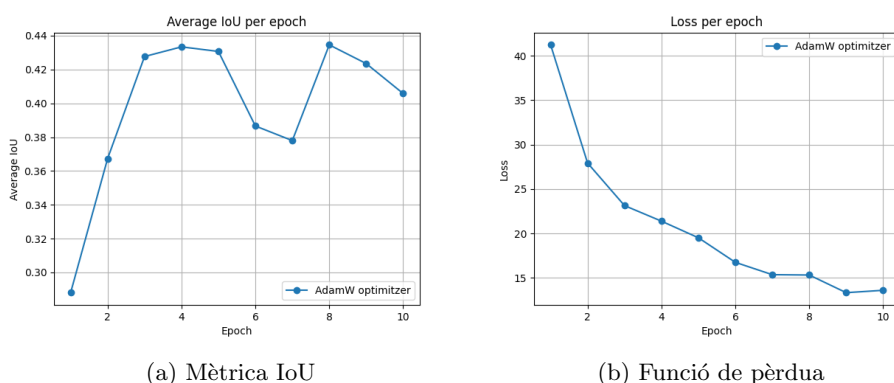 Average IoU per epoch
0.44
0.42
0.40
0.38
0.36
0.34
0.32
0.30
Average IoU
AdamW optimitzer
2
4
6
8
10
Epoch
(a) Mètrica IoU
Loss per epoch
40
35
30
25
20
15
Loss
AdamW optimitzer
2
4
6
8
10
Epoch
(b) Funció de pèrdua